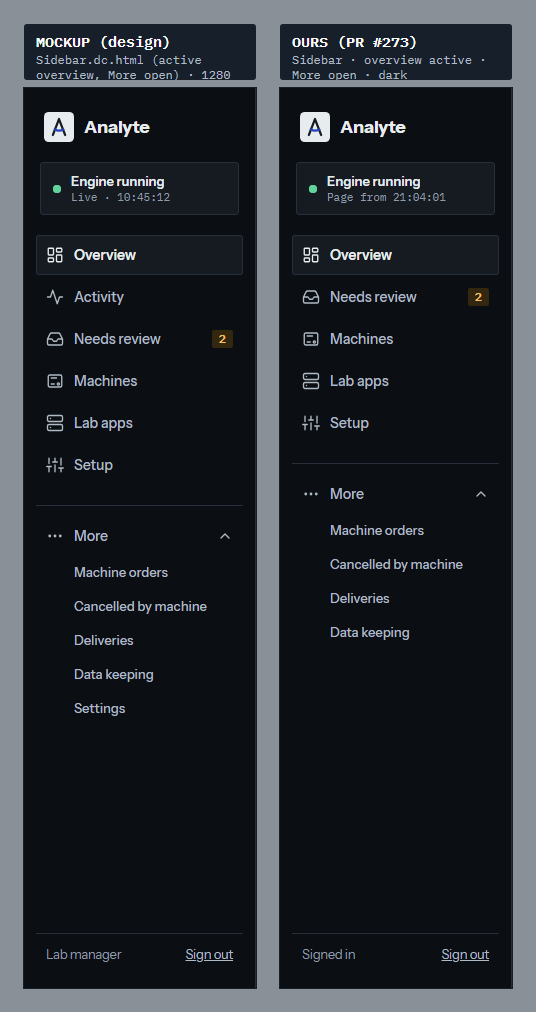 MOCKUP (design)
Sidebar.dc.html (active
overview, More open) · 1280
Analyte
Engine running
Live · 10:45:12
Overview
Activity
Needs review 2
Machines
Lab apps
Setup
More
Machine orders
Cancelled by machine
Deliveries
Data keeping
Settings
Lab manager Sign out
OURS (PR #273)
Sidebar · overview active ·
More open · dark
Analyte
Engine running
Page from 21:04:01
Overview
Needs review 2
Machines
Lab apps
Setup
More
Machine orders
Cancelled by machine
Deliveries
Data keeping
Signed in Sign out